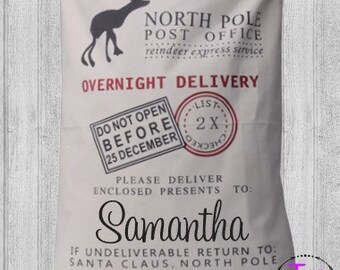 NORTH POLE
POST OFFICE
reindeer express service
OVERNIGHT DELIVERY
DO NOT OPEN
BEFORE
25 DECEMBER
LIST
2X
CHECKED
PLEASE DELIVER
ENCLOSED PRESENTS TO:
Samantha
IF UNDELIVERABLE RETURN TO:
SANTA CLAUS, NORTH POLE